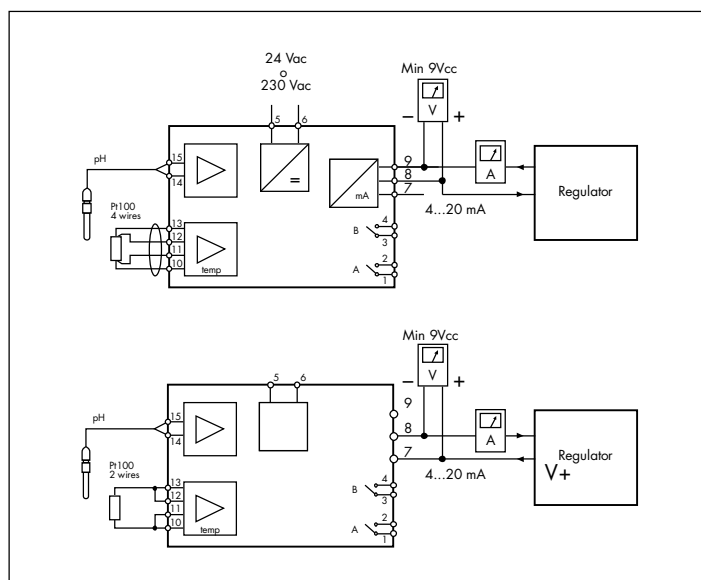 24 Vac
o
230 Vac
Min 9Vcc
5 6
V
− +
pH
15
14
=
9
8
7
mA
A
Regulator
4...20 mA
Pt100
4 wires
13
12
11
10
temp
B
4
3
A
2
1
Min 9Vcc
V
− +
5 6
9
pH
15
14
8
7
A
Regulator
V+
4...20 mA
Pt100
2 wires
13
12
11
10
temp
B
4
3
A
2
1